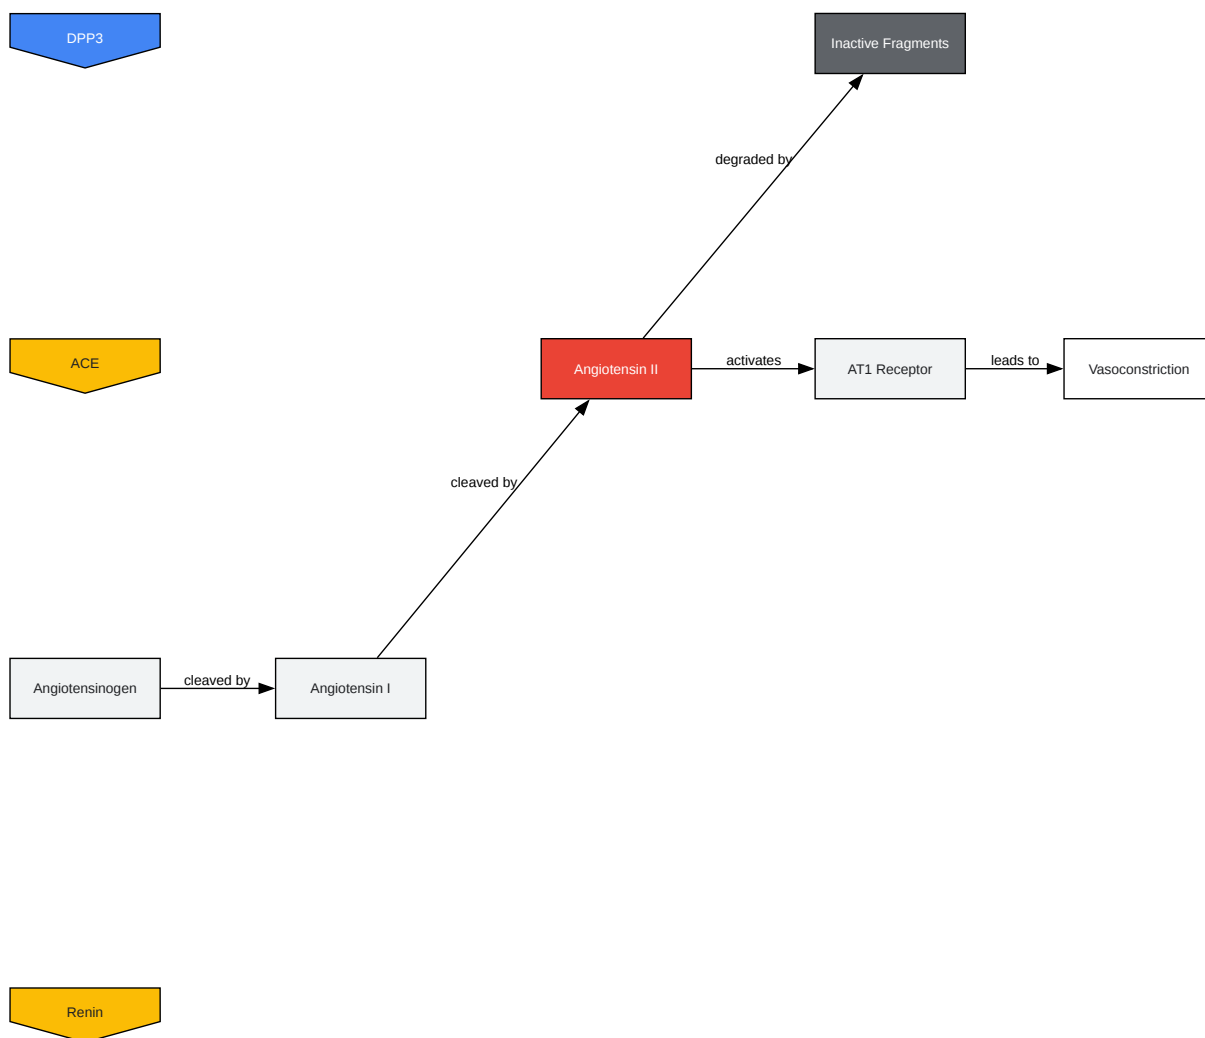 DPP3
Inactive Fragments
degraded by
ACE
Angiotensin II
activates
AT1 Receptor
leads to
Vasoconstriction
cleaved by
Angiotensinogen
cleaved by
Angiotensin I
Renin